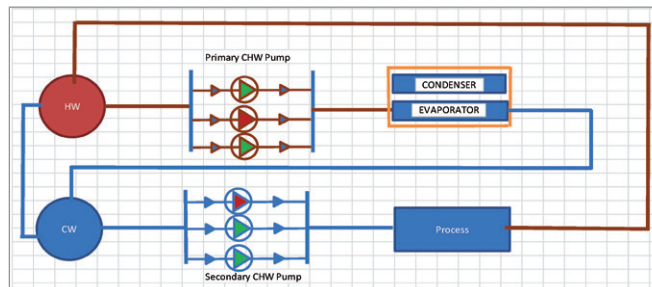 Primary CHW Pump
CONDENSER
HW
EVAPORATOR
CW
Process
Secondary CHW Pump